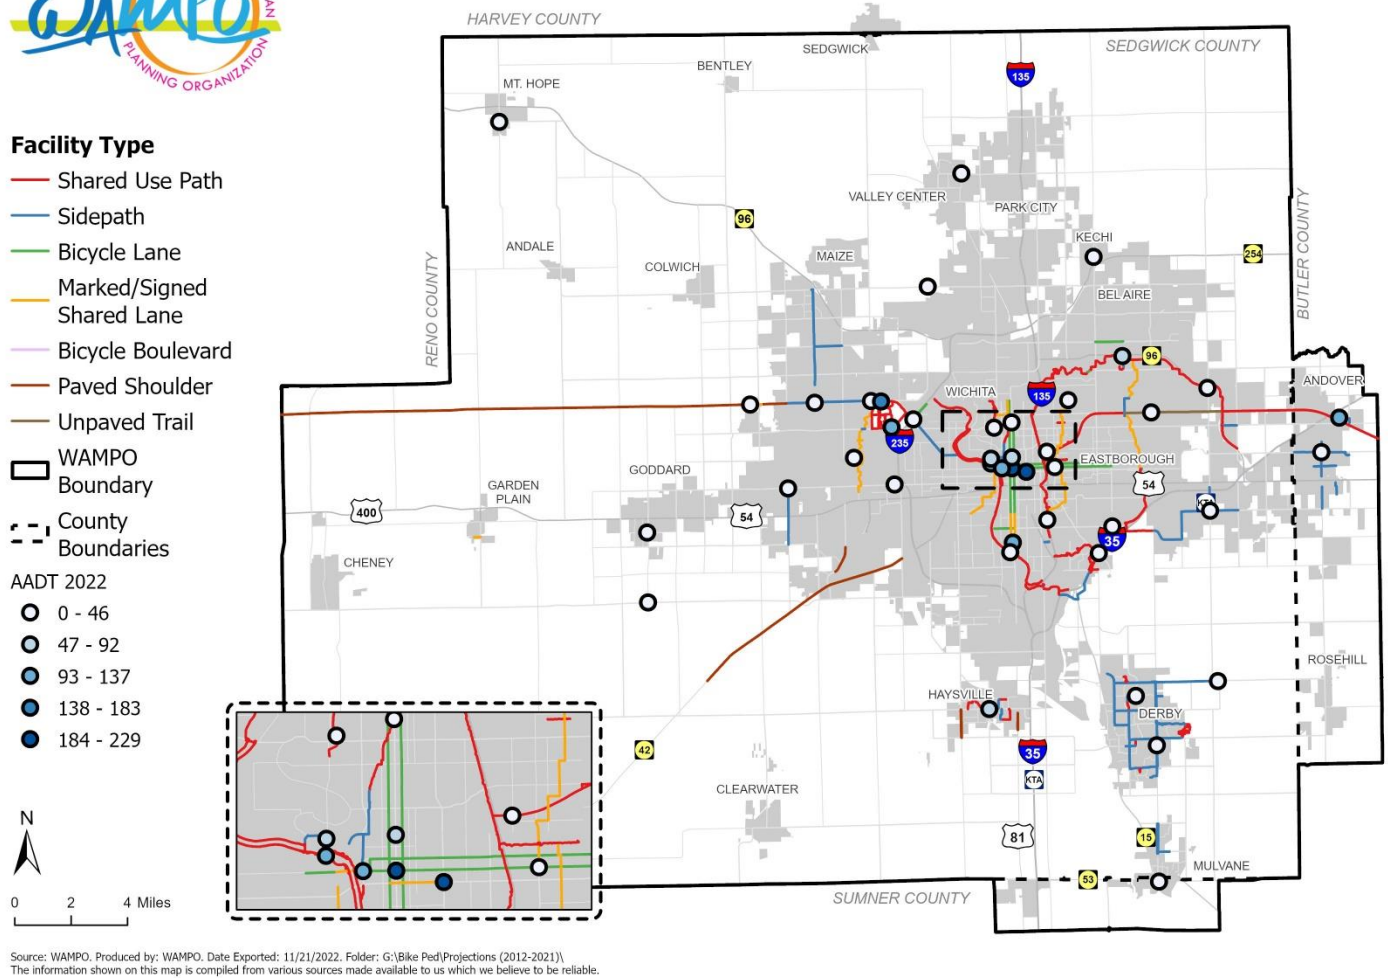 WAMPO
PLANNING ORGANIZATION
Facility Type
Shared Use Path
Sidepath
Bicycle Lane
Marked/Signed
Shared Lane
Bicycle Boulevard
Paved Shoulder
Unpaved Trail
WAMPO
Boundary
County
Boundaries
AADT 2022
0 - 46
47 - 92
93 - 137
138 - 183
184 - 229
N
0 2 4 Miles
HARVEY COUNTY
SEDGWICK
SEDGWICK COUNTY
BENTLEY
135
MT. HOPE
VALLEY CENTER
PARK CITY
BUTLER COUNTY
96
KECHI
ANDALE
MAIZE
254
COLWICH
RENO COUNTY
BEL AIRE
96
ANDOVER
WICHITA
135
235
EASTBOROUGH
GODDARD
GARDEN
PLAIN
54
400
54
KTA
35
CHENEY
ROSEHILL
HAYSVILLE
DERBY
42
35
KTA
CLEARWATER
81
15
MULVANE
53
SUMNER COUNTY
Source: WAMPO. Produced by: WAMPO. Date Exported: 11/21/2022. Folder: G:\Bike Ped\Projections (2012-2021)\
The information shown on this map is compiled from various sources made available to us which we believe to be reliable.